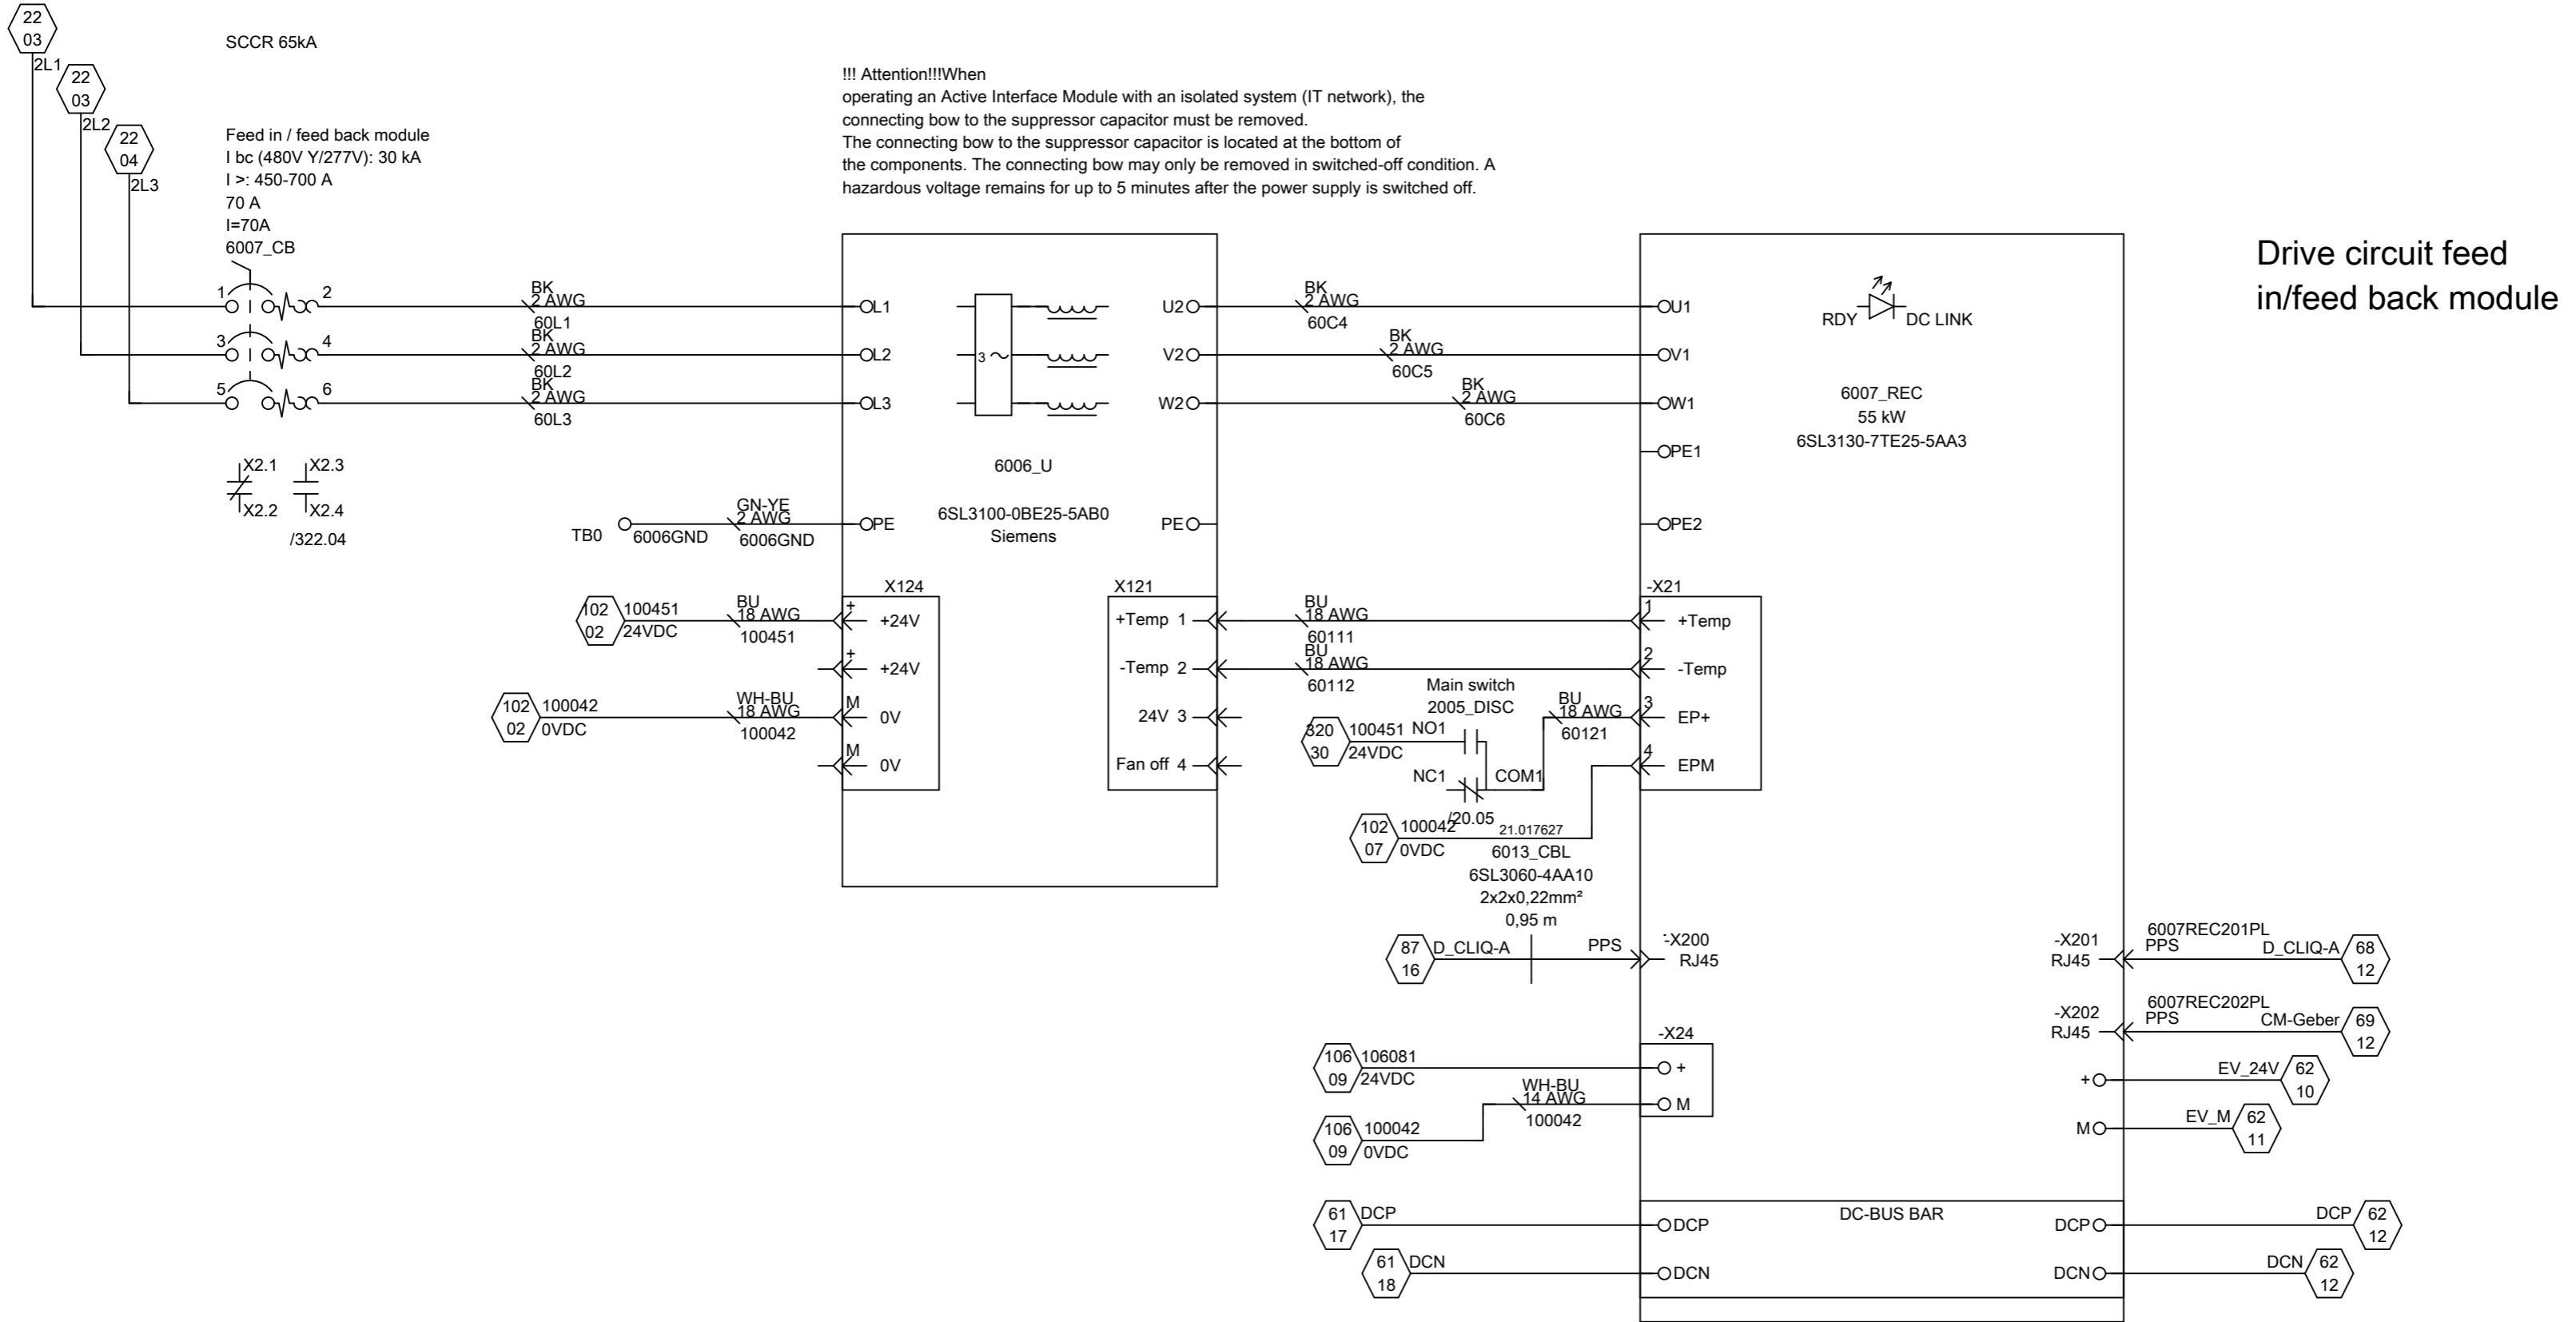 22
03
2L1
22
03
2L2
22
04
2L3
SCCR 65kA
Feed in / feed back module
I bc (480V Y/277V): 30 kA
I >: 450-700 A
70 A
I=70A
6007_CB
!!! Attention!!!When
operating an Active Interface Module with an isolated system (IT network), the
connecting bow to the suppressor capacitor must be removed.
The connecting bow to the suppressor capacitor is located at the bottom of
the components. The connecting bow may only be removed in switched-off condition. A
hazardous voltage remains for up to 5 minutes after the power supply is switched off.
Drive circuit feed
in/feed back module
1 2
3 4
5 6
BK
2 AWG
60L1
BK
2 AWG
60L2
BK
2 AWG
60L3
X2.1 X2.3
X2.2 X2.4
/322.04
L1
L2
L3
3
U2
V2
W2
6006_U
6SL3100-0BE25-5AB0
Siemens
TB0
6006GND
GN-YE
2 AWG
6006GND
PE
PE
BK
2 AWG
60C4
BK
2 AWG
60C5
BK
2 AWG
60C6
U1
V1
W1
PE1
PE2
RDY DC LINK
6007_REC
55 kW
6SL3130-7TE25-5AA3
102
02
100451
24VDC
BU
18 AWG
100451
102
02
100042
0VDC
WH-BU
18 AWG
100042
X124
+
+24V
+
+24V
M
0V
M
0V
X121
+Temp 1
-Temp 2
24V 3
Fan off 4
BU
18 AWG
60111
BU
18 AWG
60112
Main switch
2005_DISC
320
30
100451
24VDC
NO1
NC1
COM1
/20.05
BU
18 AWG
60121
-X21
1
+Temp
2
-Temp
3
EP+
4
EPM
102
07
100042
0VDC
21.017627
6013_CBL
6SL3060-4AA10
2x2x0,22mm²
0,95 m
87
16
D_CLIQ-A
PPS
-X200
RJ45
-X201
RJ45
6007REC201PL
PPS
D_CLIQ-A
68
12
-X202
RJ45
6007REC202PL
PPS
CM-Geber
69
12
-X24
106
09
106081
24VDC
+
WH-BU
14 AWG
100042
M
106
09
100042
0VDC
+
EV_24V
62
10
M
EV_M
62
11
61
17
DCP
DCP
DC-BUS BAR
DCP
DCP
62
12
61
18
DCN
DCN
DCN
DCN
62
12